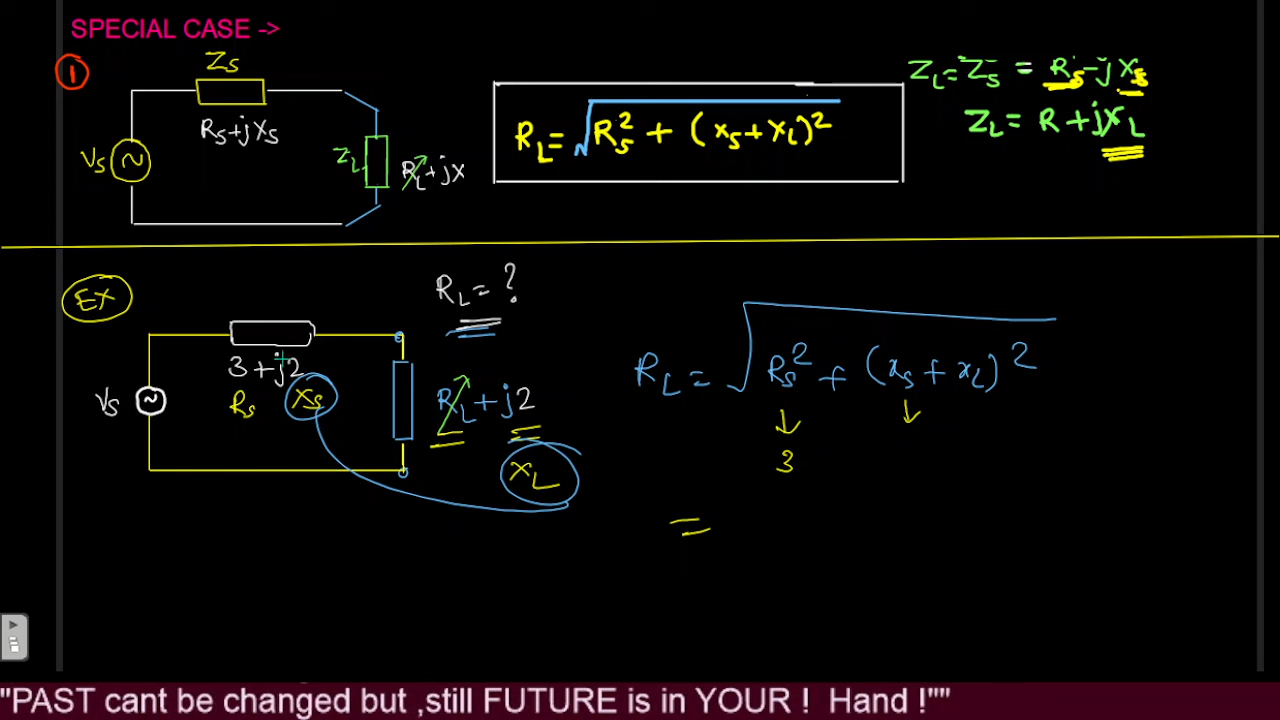 SPECIAL CASE ->
1
Zs
Rs+jXs
Vs
ZL
RL+jX
RL=√Rs²+(xs+xL)²
ZL=Zs=Rs-jXs
ZL=R+jXL
EX
RL=?
3+j2
Rs
Xs
Vs
RL+j2
XL
RL=√Rs²+(xs+xL)²
↓ ↓
3
=
"PAST cant be changed but ,still FUTURE is in YOUR ! Hand !""